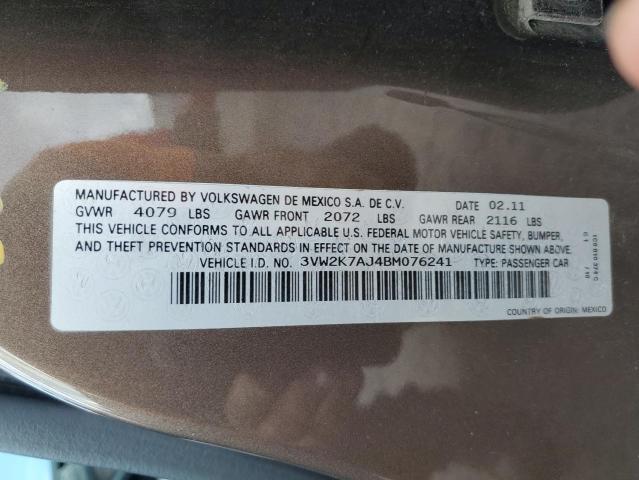 MANUFACTURED BY VOLKSWAGEN DE MEXICO S.A. DE C.V. DATE 02.11
GVWR 4079 LBS GAWR FRONT 2072 LBS GAWR REAR 2116 LBS
THIS VEHICLE CONFORMS TO ALL APPLICABLE U.S. FEDERAL MOTOR VEHICLE SAFETY, BUMPER,
AND THEFT PREVENTION STANDARDS IN EFFECT ON THE DATE OF MANUFACTURE SHOWN ABOVE.
VEHICLE I.D. NO. 3VW2K7AJ4BM076241 TYPE: PASSENGER CAR
COUNTRY OF ORIGIN: MEXICO